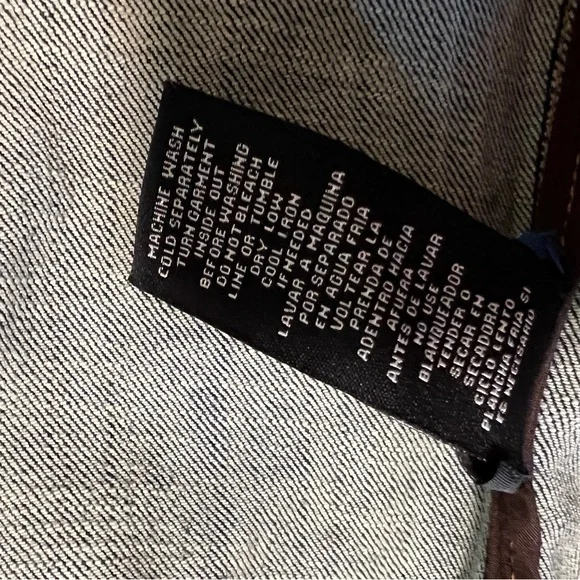 MACHINE WASH
COLD SEPARATELY
TURN GARMENT
INSIDE OUT
BEFORE WASHING
DO NOT BLEACH
LINE OR TUMBLE
DRY LOW
COOL IRON
IF NEEDED
LAVAR A MAQUINA
POR SEPARADO
EN AGUA FRIA
VOLTEAR LA
PRENDA DE
ADENTRO HACIA
AFUERA
ANTES DE LAVAR
NO USE
BLANQUEADOR
TENDER O
SECAR EN
SECADORA
CICLO LENTO
PLANCHA FRIA SI
ES NECESARIO